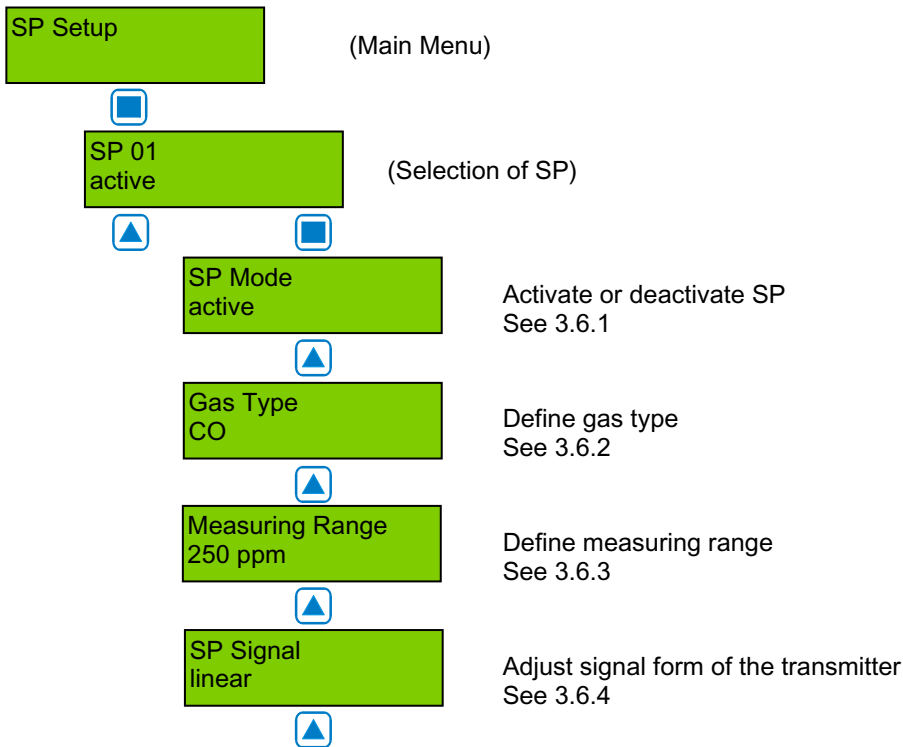 SP Setup
(Main Menu)
SP 01
active
(Selection of SP)
SP Mode
active
Activate or deactivate SP
See 3.6.1
Gas Type
CO
Define gas type
See 3.6.2
Measuring Range
250 ppm
Define measuring range
See 3.6.3
SP Signal
linear
Adjust signal form of the transmitter
See 3.6.4